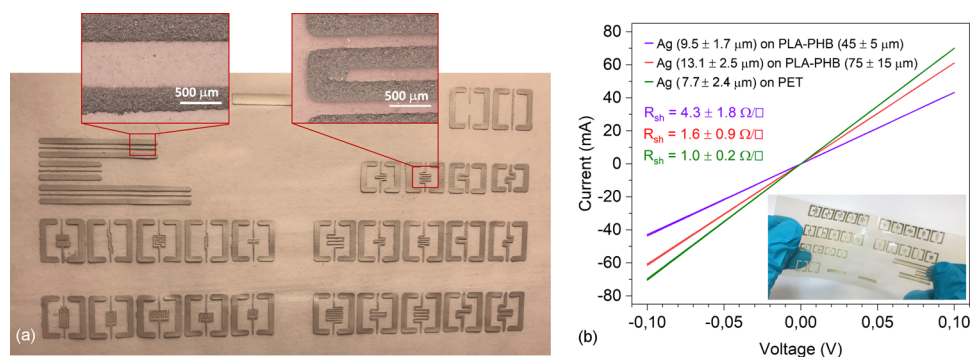 500 μm
500 μm
(a)
Ag (9.5 ± 1.7 μm) on PLA-PHB (45 ± 5 μm)
Ag (13.1 ± 2.5 μm) on PLA-PHB (75 ± 15 μm)
Ag (7.7 ± 2.4 μm) on PET
Rsh = 4.3 ± 1.8 Ω/□
Rsh = 1.6 ± 0.9 Ω/□
Rsh = 1.0 ± 0.2 Ω/□
Current (mA)
80
60
40
20
0
-20
-40
-60
-80
-0,10
-0,05
0,00
0,05
0,10
Voltage (V)
(b)